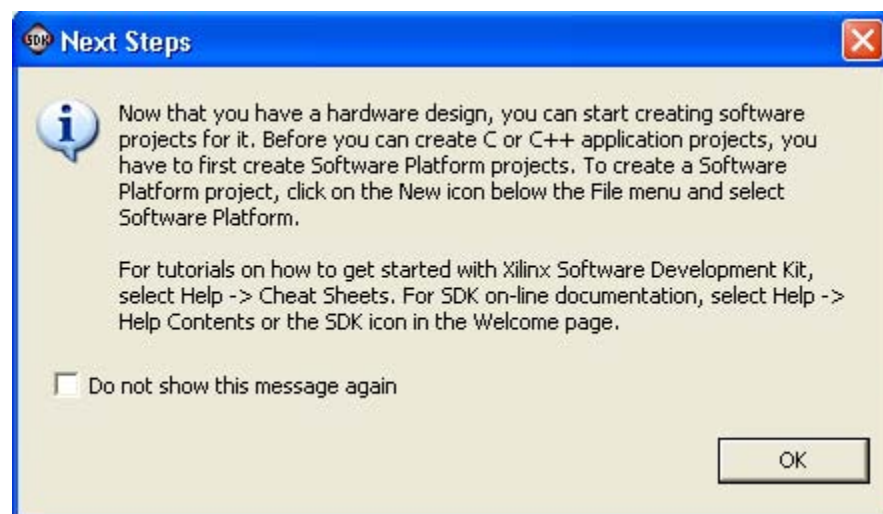 SDK Next Steps
Now that you have a hardware design, you can start creating software
projects for it. Before you can create C or C++ application projects, you
have to first create Software Platform projects. To create a Software
Platform project, click on the New icon below the File menu and select
Software Platform.
For tutorials on how to get started with Xilinx Software Development Kit,
select Help -> Cheat Sheets. For SDK on-line documentation, select Help ->
Help Contents or the SDK icon in the Welcome page.
Do not show this message again
OK